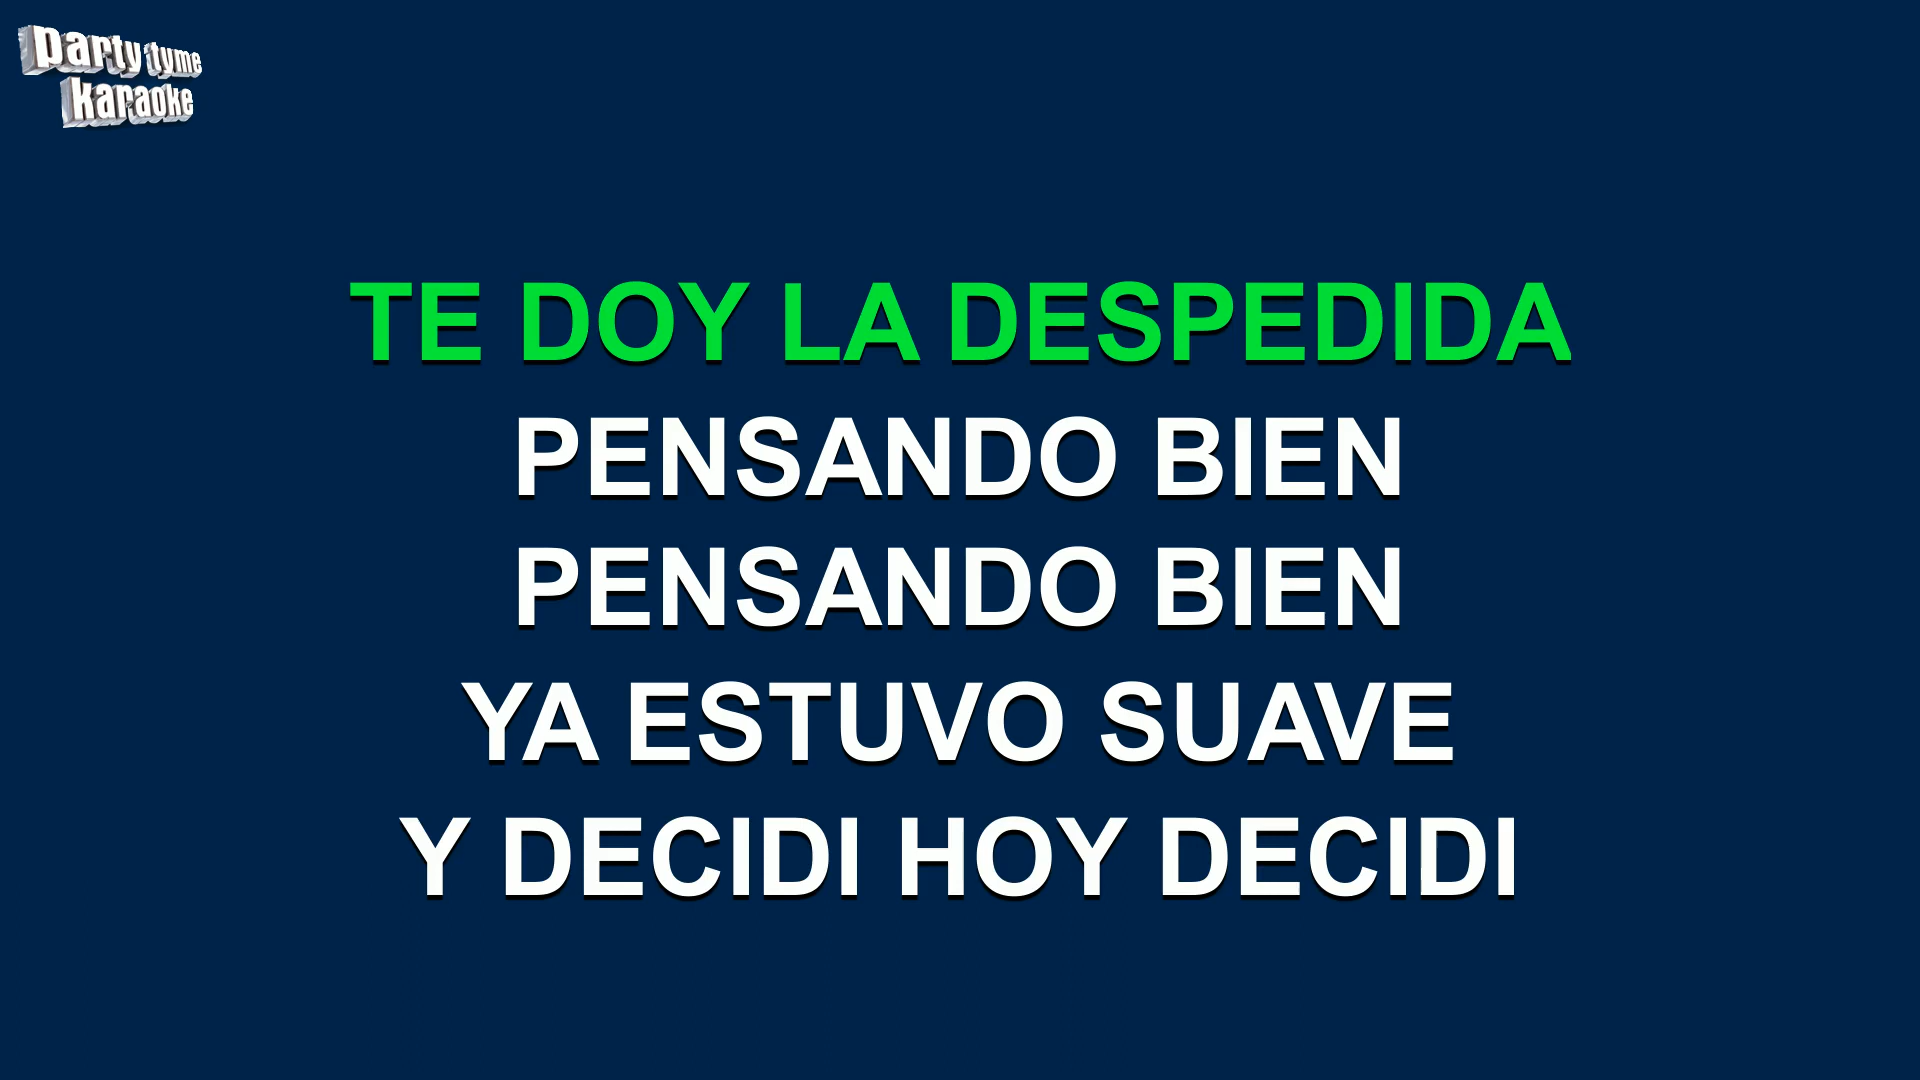 party tyme
karaoke
TE DOY LA DESPEDIDA
PENSANDO BIEN
PENSANDO BIEN
YA ESTUVO SUAVE
Y DECIDI HOY DECIDI